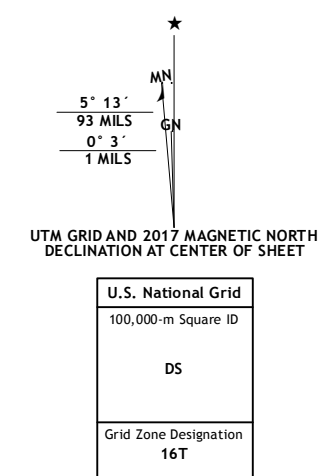 ★
MN
5° 13´
93 MILS
GN
0° 3´
1 MILS
UTM GRID AND 2017 MAGNETIC NORTH
DECLINATION AT CENTER OF SHEET
U.S. National Grid
100,000-m Square ID
DS
Grid Zone Designation
16T